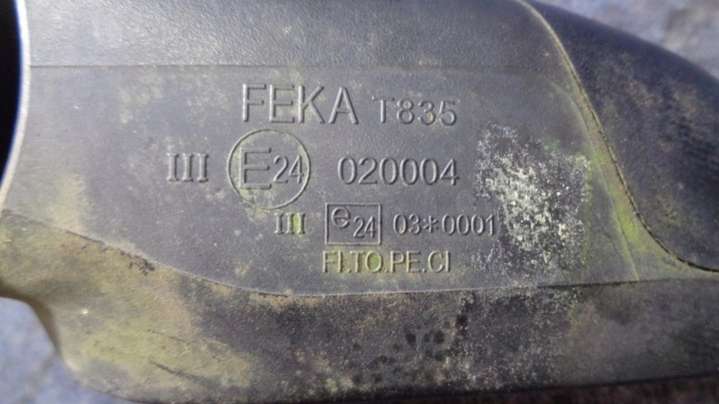 FEKA T835
III E24 020004
III e24 03*0001
FI.TO.PE.CI